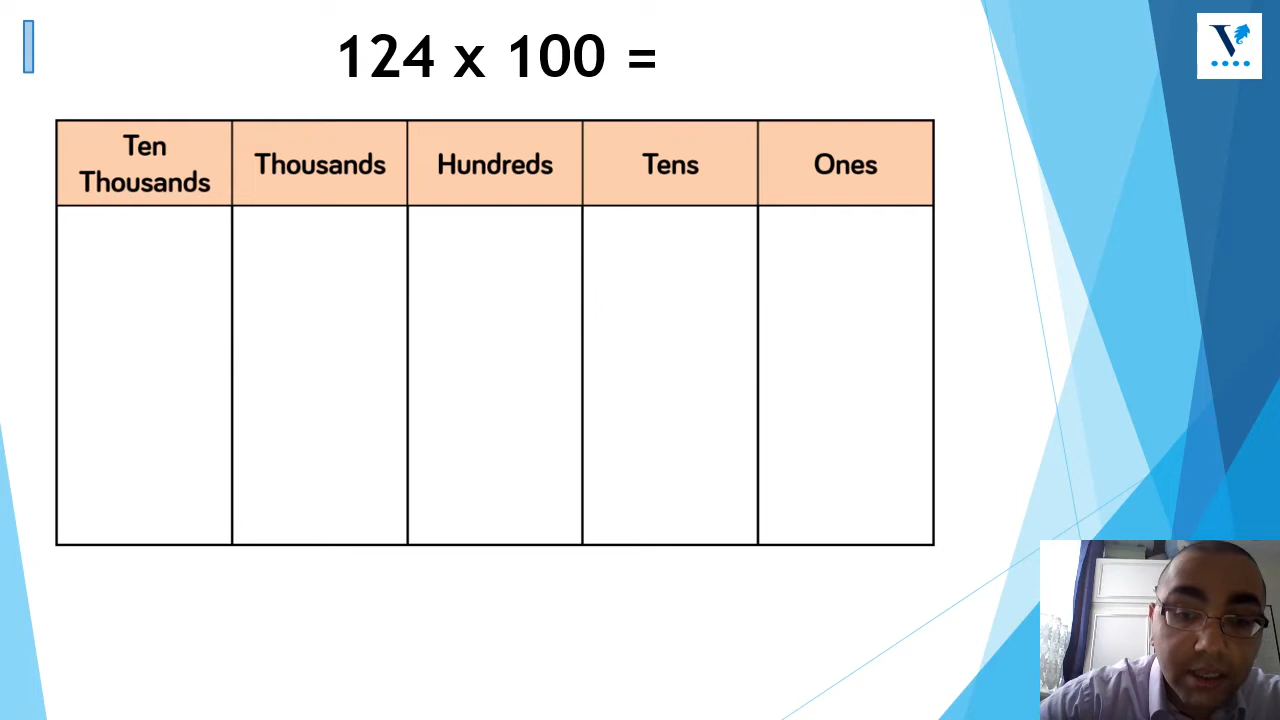 124 x 100 =
Ten
Thousands
Thousands
Hundreds
Tens
Ones
V